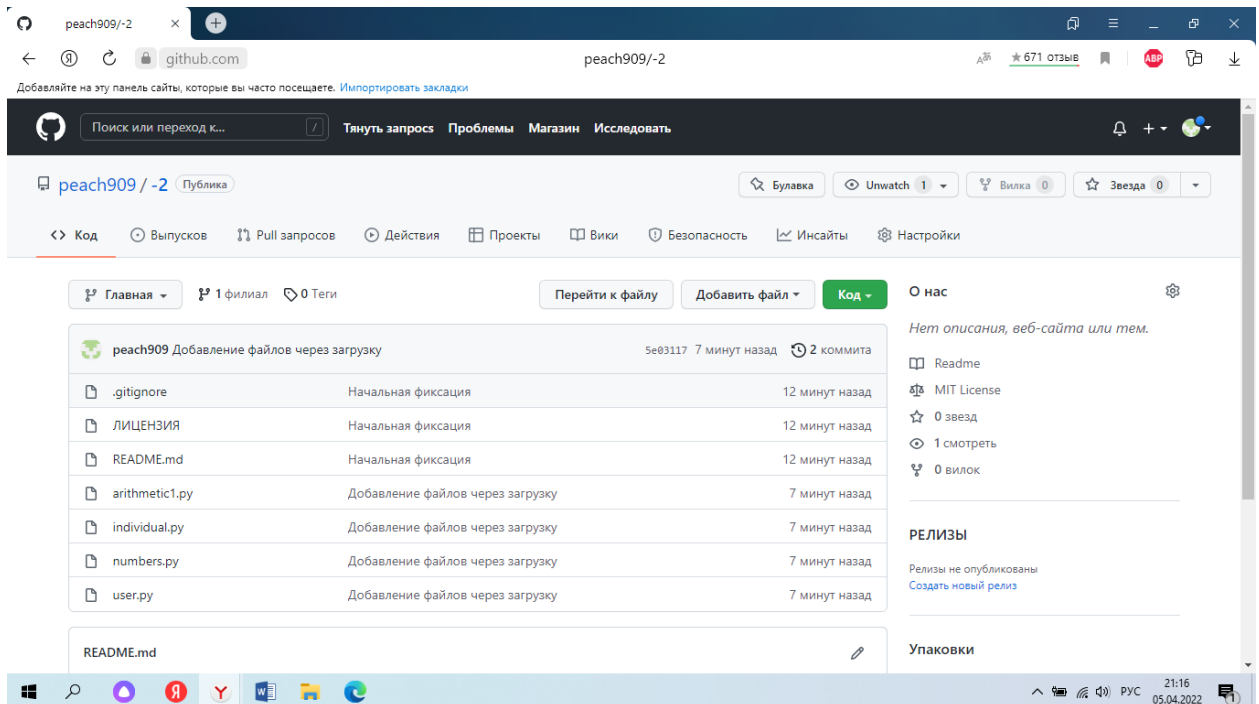 peach909/-2
github.com peach909/-2 671 отзыв ABP
Добавляйте на эту панель сайты, которые вы часто посещаете. Импортировать закладки
Поиск или переход к... / Тянуть запросs Проблемы Магазин Исследовать
peach909 / -2 Публика Булавка Unwatch 1 Вилка 0 Звезда 0
<> Код Выпусков Pull запросов Действия Проекты Вики Безопасность Инсайты Настройки
Главная 1 филиал 0 Теги Перейти к файлу Добавить файл Код
peach909 Добавление файлов через загрузку 5e03117 7 минут назад 2 коммита
.gitignore Начальная фиксация 12 минут назад
ЛИЦЕНЗИЯ Начальная фиксация 12 минут назад
README.md Начальная фиксация 12 минут назад
arithmetic1.py Добавление файлов через загрузку 7 минут назад
individual.py Добавление файлов через загрузку 7 минут назад
numbers.py Добавление файлов через загрузку 7 минут назад
user.py Добавление файлов через загрузку 7 минут назад
README.md
О нас
Нет описания, веб-сайта или тем.
Readme
MIT License
0 звезд
1 смотреть
0 вилок
РЕЛИЗЫ
Релизы не опубликованы
Создать новый релиз
Упаковки
РУС 21:16
05.04.2022 1